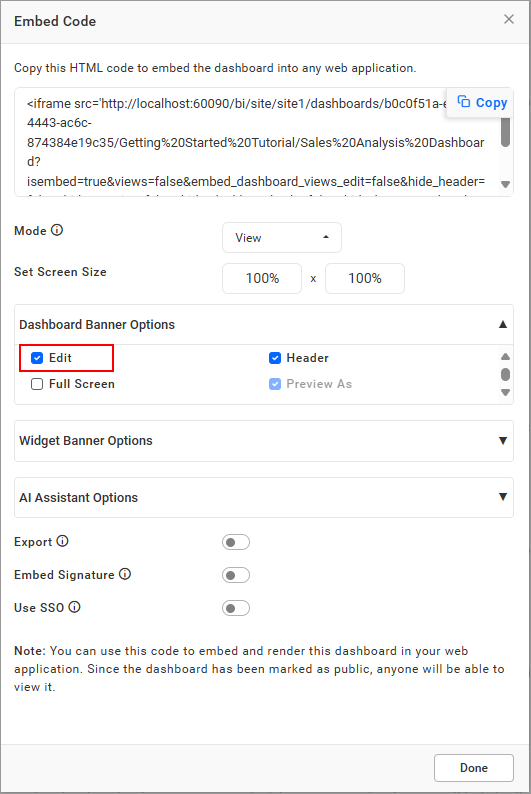 Embed Code
Copy this HTML code to embed the dashboard into any web application.
<iframe src='http://localhost:60090/bi/site/site1/dashboards/b0c0f51a-
Copy
4443-ac6c-
874384e19c35/Getting%20Started%20Tutorial/Sales%20Analysis%20Dashboar
d?
isembed=true&views=false&embed_dashboard_views_edit=false&hide_header=
Mode
View
Set Screen Size
100% x 100%
Dashboard Banner Options
Edit
Header
Full Screen
Preview As
Widget Banner Options
AI Assistant Options
Export
Embed Signature
Use SSO
Note: You can use this code to embed and render this dashboard in your web
application. Since the dashboard has been marked as public, anyone will be able to
view it.
Done